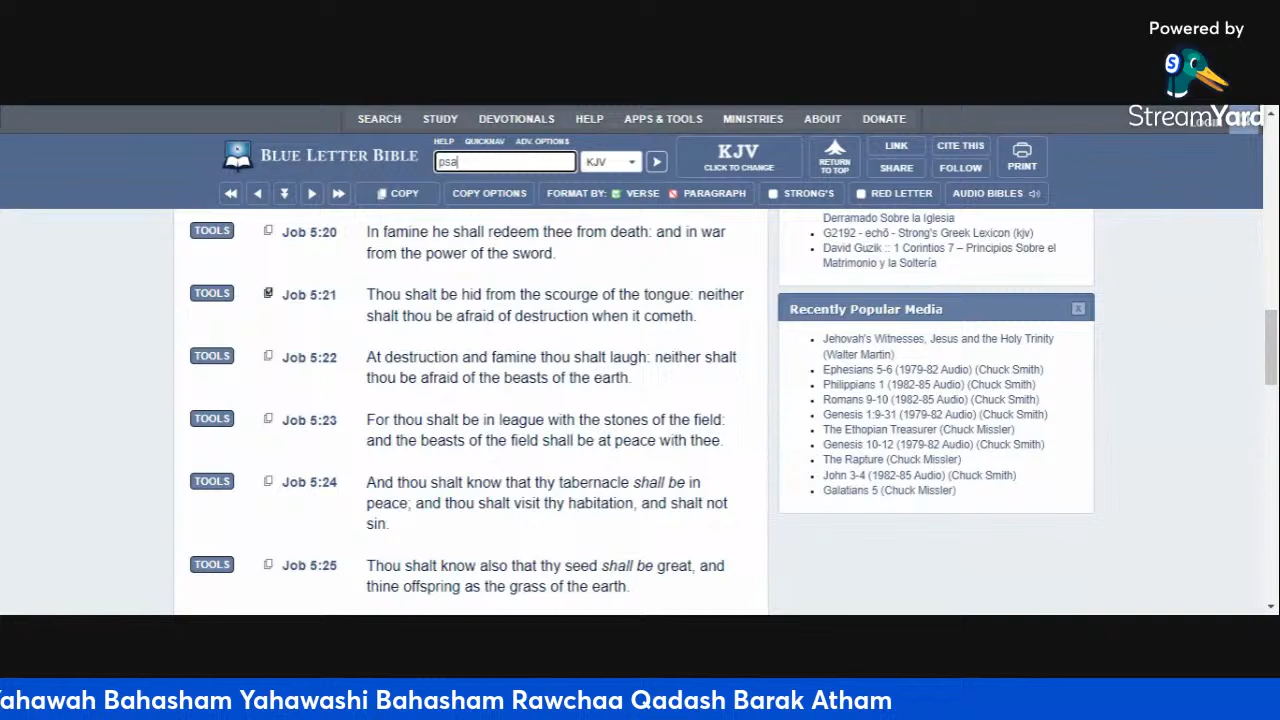 Powered by
S
StreamYard
SEARCH STUDY DEVOTIONALS HELP APPS & TOOLS MINISTRIES ABOUT DONATE
HELP QUICKNAV ADV. OPTIONS
BLUE LETTER BIBLE
psa
KJV
KJV
CLICK TO CHANGE
RETURN
TO TOP
LINK
CITE THIS
SHARE
FOLLOW
PRINT
COPY COPY OPTIONS FORMAT BY: VERSE PARAGRAPH STRONG'S RED LETTER AUDIO BIBLES
TOOLS Job 5:20 In famine he shall redeem thee from death: and in war
from the power of the sword.
TOOLS Job 5:21 Thou shalt be hid from the scourge of the tongue: neither
shalt thou be afraid of destruction when it cometh.
TOOLS Job 5:22 At destruction and famine thou shalt laugh: neither shalt
thou be afraid of the beasts of the earth.
TOOLS Job 5:23 For thou shalt be in league with the stones of the field:
and the beasts of the field shall be at peace with thee.
TOOLS Job 5:24 And thou shalt know that thy tabernacle shall be in
peace; and thou shalt visit thy habitation, and shalt not
sin.
TOOLS Job 5:25 Thou shalt know also that thy seed shall be great, and
thine offspring as the grass of the earth.
Derramado Sobre la Iglesia
G2192 - echō - Strong's Greek Lexicon (kjv)
David Guzik :: 1 Corintios 7 – Principios Sobre el
Matrimonio y la Soltería
Recently Popular Media
Jehovah's Witnesses, Jesus and the Holy Trinity
(Walter Martin)
Ephesians 5-6 (1979-82 Audio) (Chuck Smith)
Philippians 1 (1982-85 Audio) (Chuck Smith)
Romans 9-10 (1982-85 Audio) (Chuck Smith)
Genesis 1:9-31 (1979-82 Audio) (Chuck Smith)
The Ethopian Treasurer (Chuck Missler)
Genesis 10-12 (1979-82 Audio) (Chuck Smith)
The Rapture (Chuck Missler)
John 3-4 (1982-85 Audio) (Chuck Smith)
Galatians 5 (Chuck Missler)
Yahawah Bahasham Yahawashi Bahasham Rawchaa Qadash Barak Atham